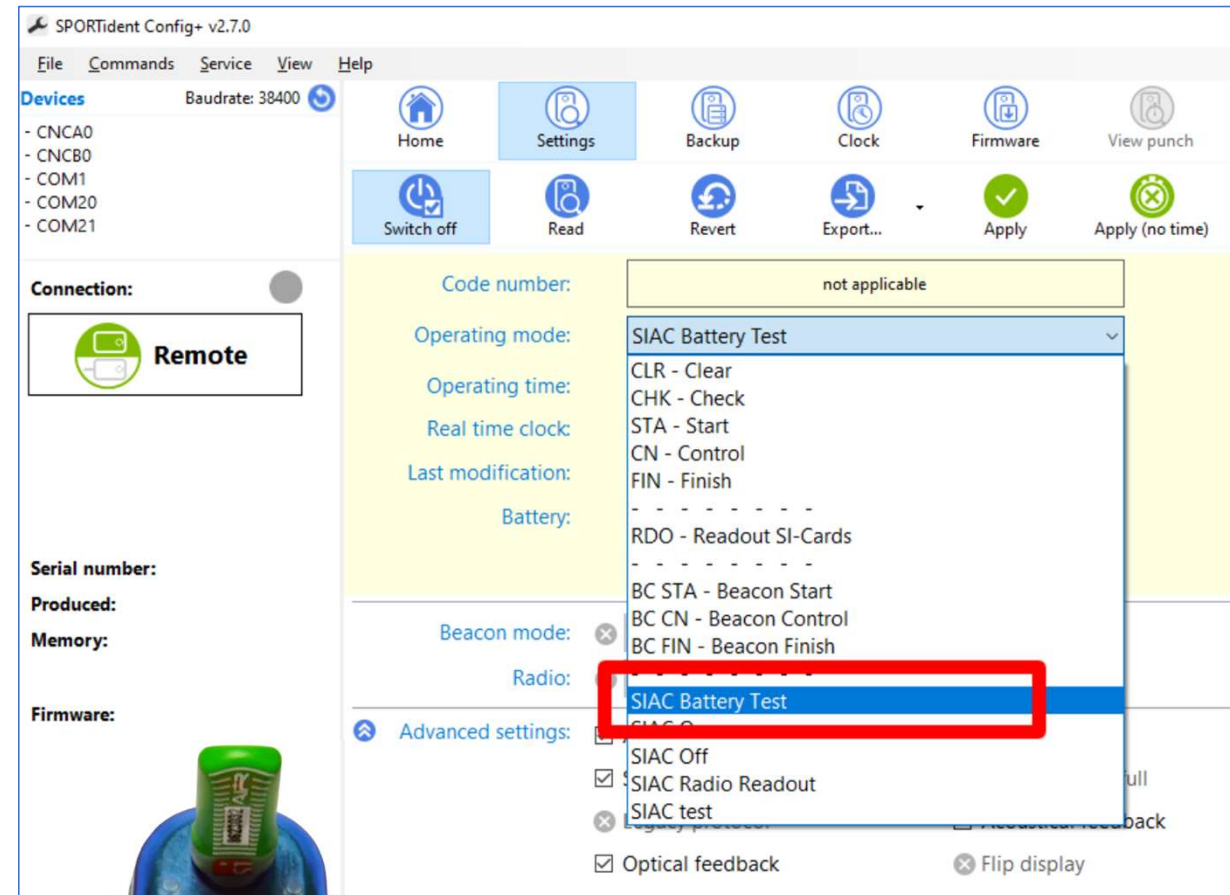 SPORTident Config+ v2.7.0
File Commands Service View Help
Devices Baudrate: 38400
- CNCA0
- CNCB0
- COM1
- COM20
- COM21
Home Settings Backup Clock Firmware View punch
Switch off Read Revert Export... Apply Apply (no time)
Connection:
Remote
Serial number:
Produced:
Memory:
Firmware:
Code number: not applicable
Operating mode: SIAC Battery Test
Operating time:
Real time clock:
Last modification:
Battery:
CLR - Clear
CHK - Check
STA - Start
CN - Control
FIN - Finish
- - - - - - - -
RDO - Readout SI-Cards
- - - - - - - -
BC STA - Beacon Start
BC CN - Beacon Control
BC FIN - Beacon Finish
- - - - - - - -
SIAC Battery Test
SIAC
SIAC Off
SIAC Radio Readout
SIAC test
Beacon mode:
Radio:
Advanced settings:
feedback
Optical feedback Flip display